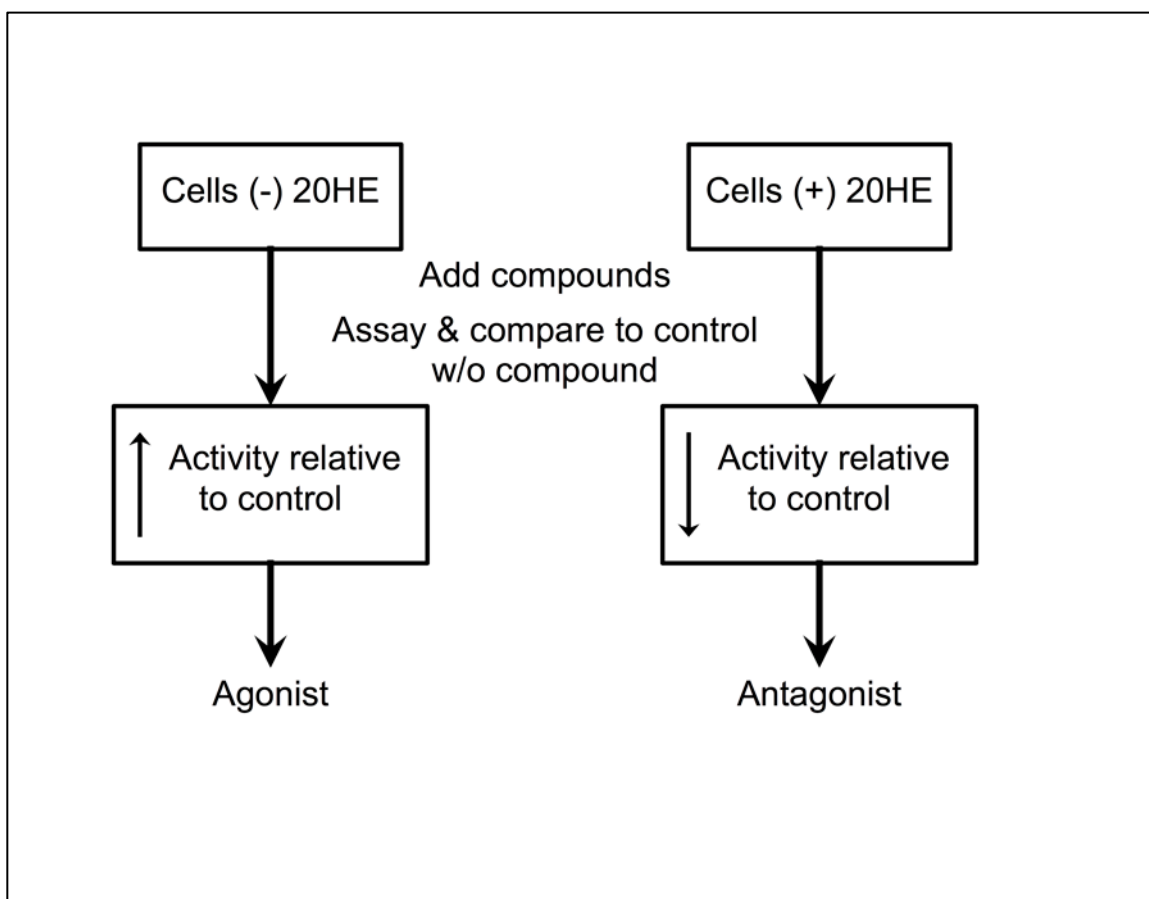 Cells (-) 20HE
Cells (+) 20HE
Add compounds
Assay & compare to control
w/o compound
Activity relative
to control
Activity relative
to control
Agonist
Antagonist